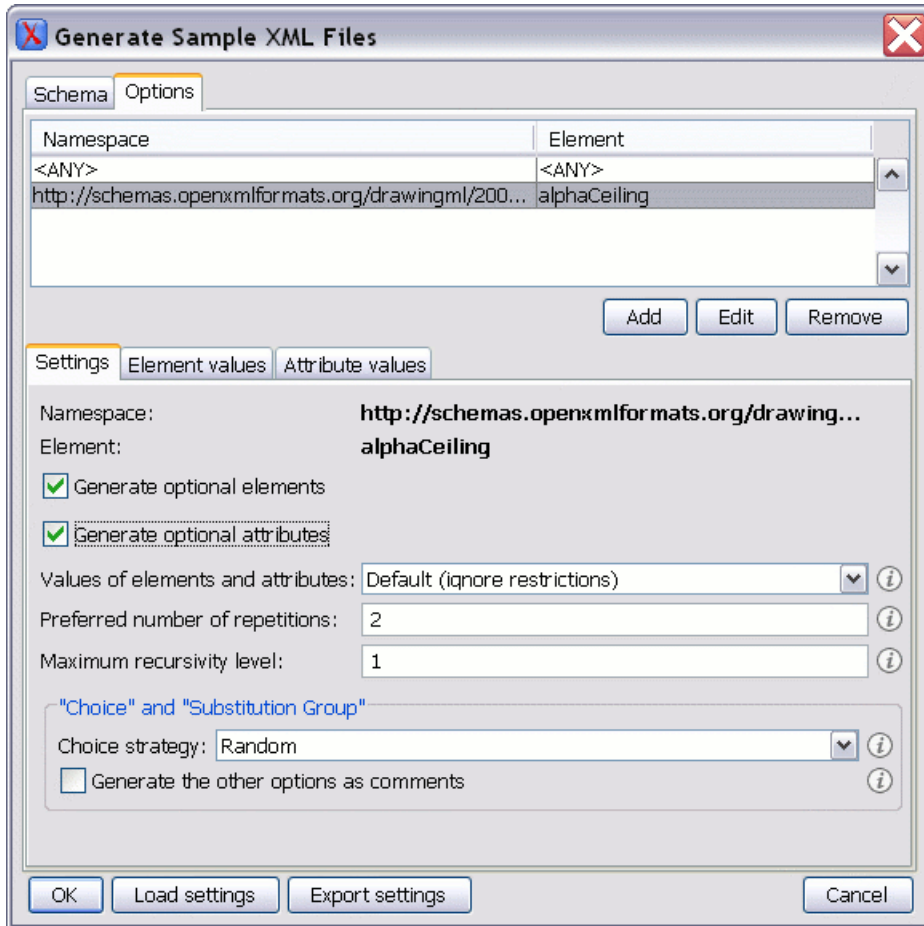 Generate Sample XML Files
Schema Options
Namespace Element
<ANY> <ANY>
http://schemas.openxmlformats.org/drawingml/200... alphaCeiling
Add Edit Remove
Settings Element values Attribute values
Namespace: http://schemas.openxmlformats.org/drawing...
Element: alphaCeiling
Generate optional elements
Generate optional attributes
Values of elements and attributes: Default (ignore restrictions)
Preferred number of repetitions: 2
Maximum recursivity level: 1
"Choice" and "Substitution Group"
Choice strategy: Random
Generate the other options as comments
OK Load settings Export settings Cancel